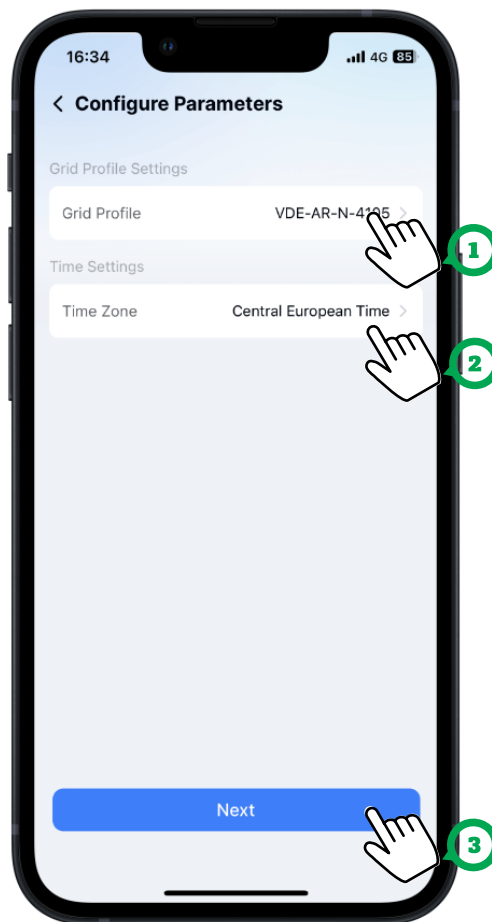 16:34 4G 85
Configure Parameters
Grid Profile Settings
Grid Profile VDE-AR-N-4105
1
Time Settings
Time Zone Central European Time
2
Next
3